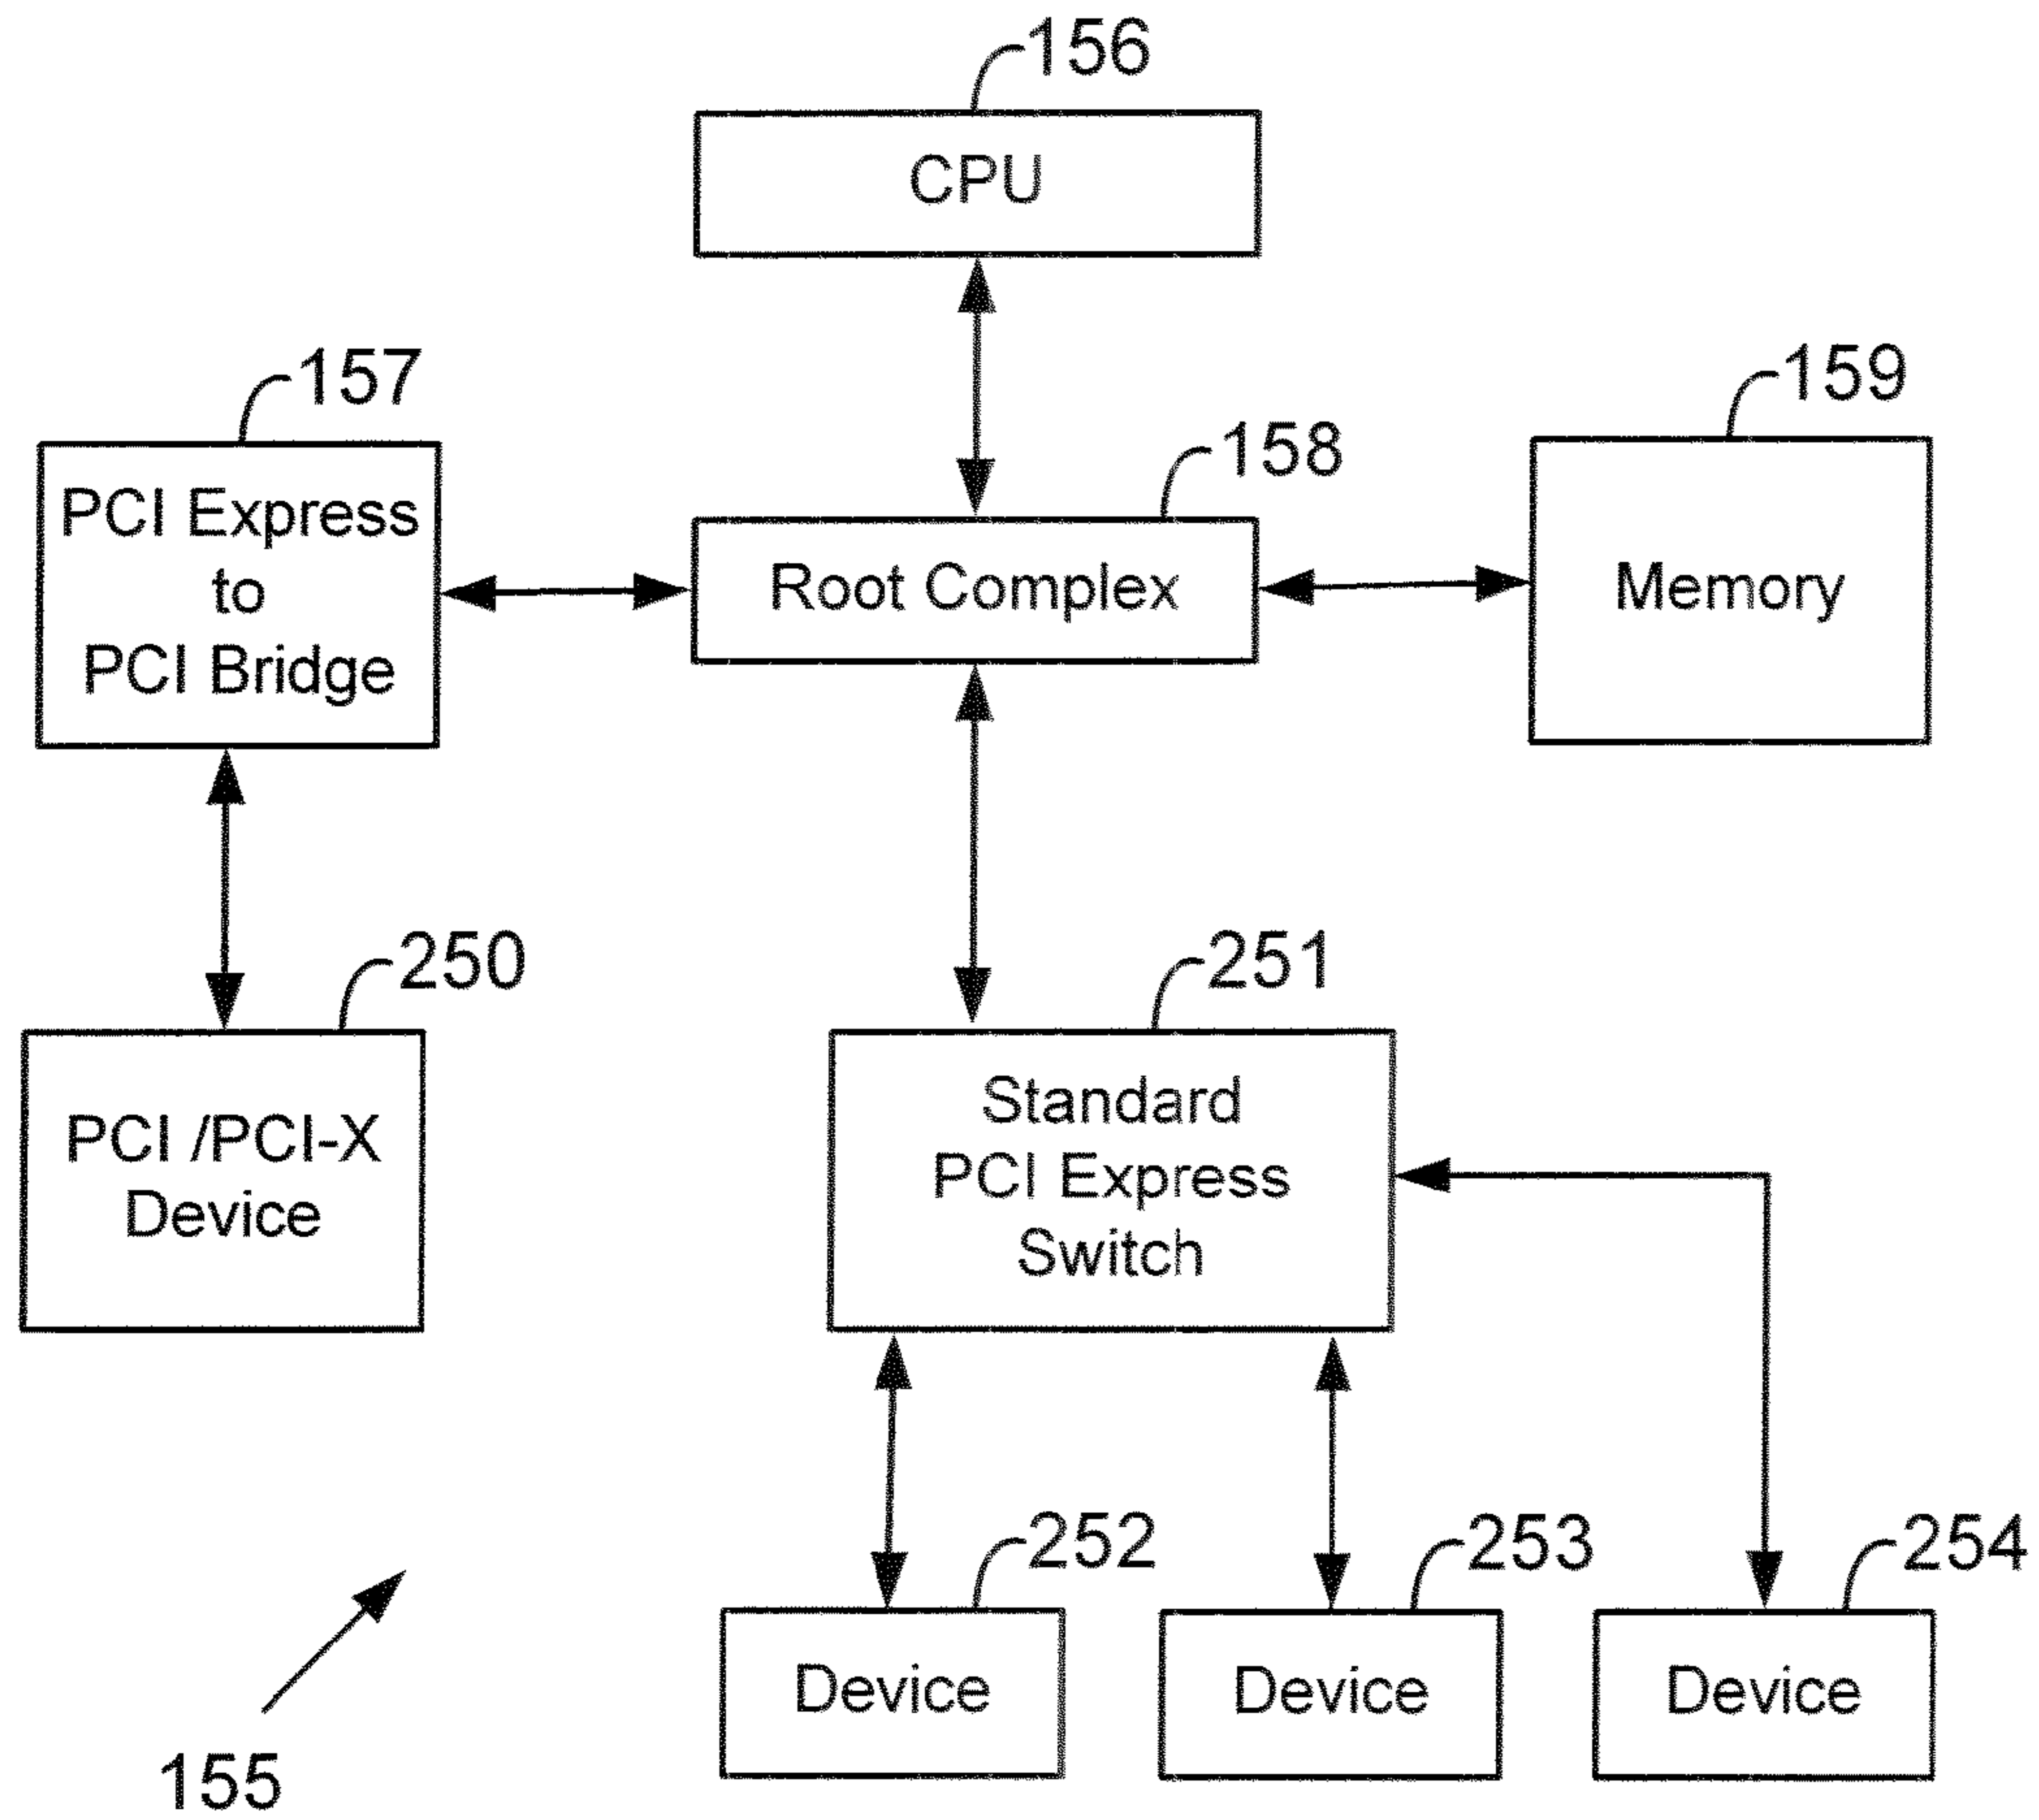 156
CPU
157
159
158
PCI Express
to
PCI Bridge
Root Complex
Memory
250
251
PCI /PCI-X
Device
Standard
PCI Express
Switch
252
253
254
Device
Device
Device
155